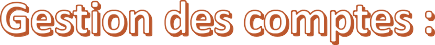 Gestion des comptes :